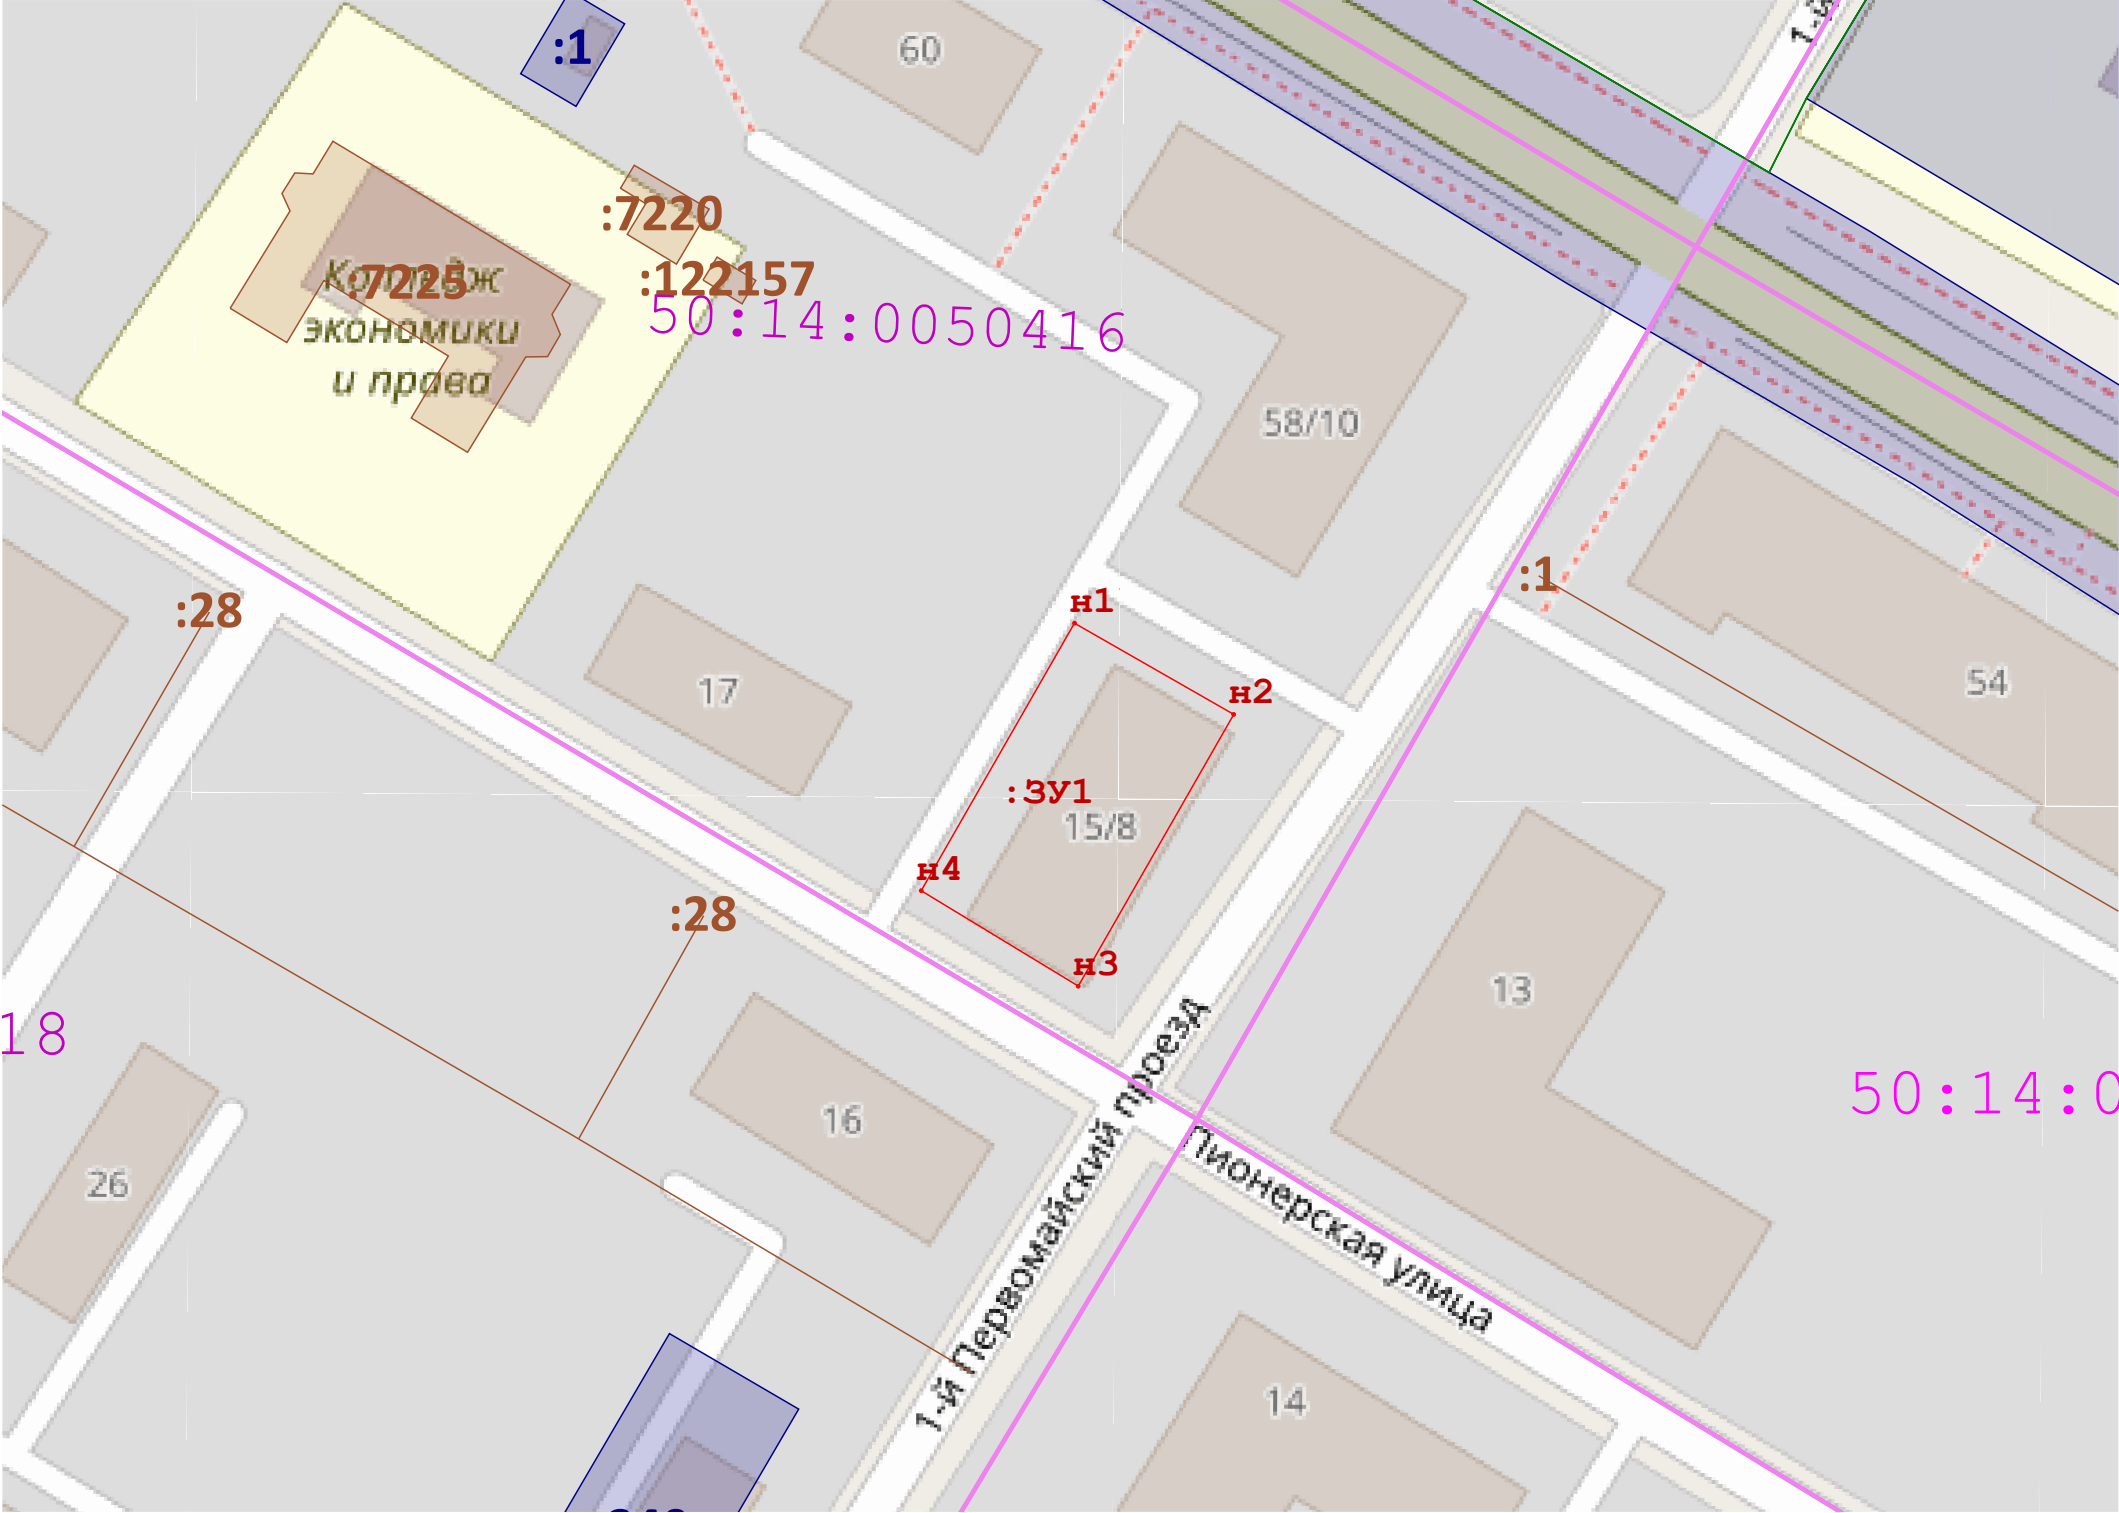 :1
60
1-й
:7220
Колледж
:7225
:122157
экономики
50:14:0050416
и права
58/10
:1
:28
н1
54
17
н2
:ЗУ1
15/8
н4
:28
н3
13
18
50:14:0
16
26
1-й Первомайский проезд
Пионерская улица
14